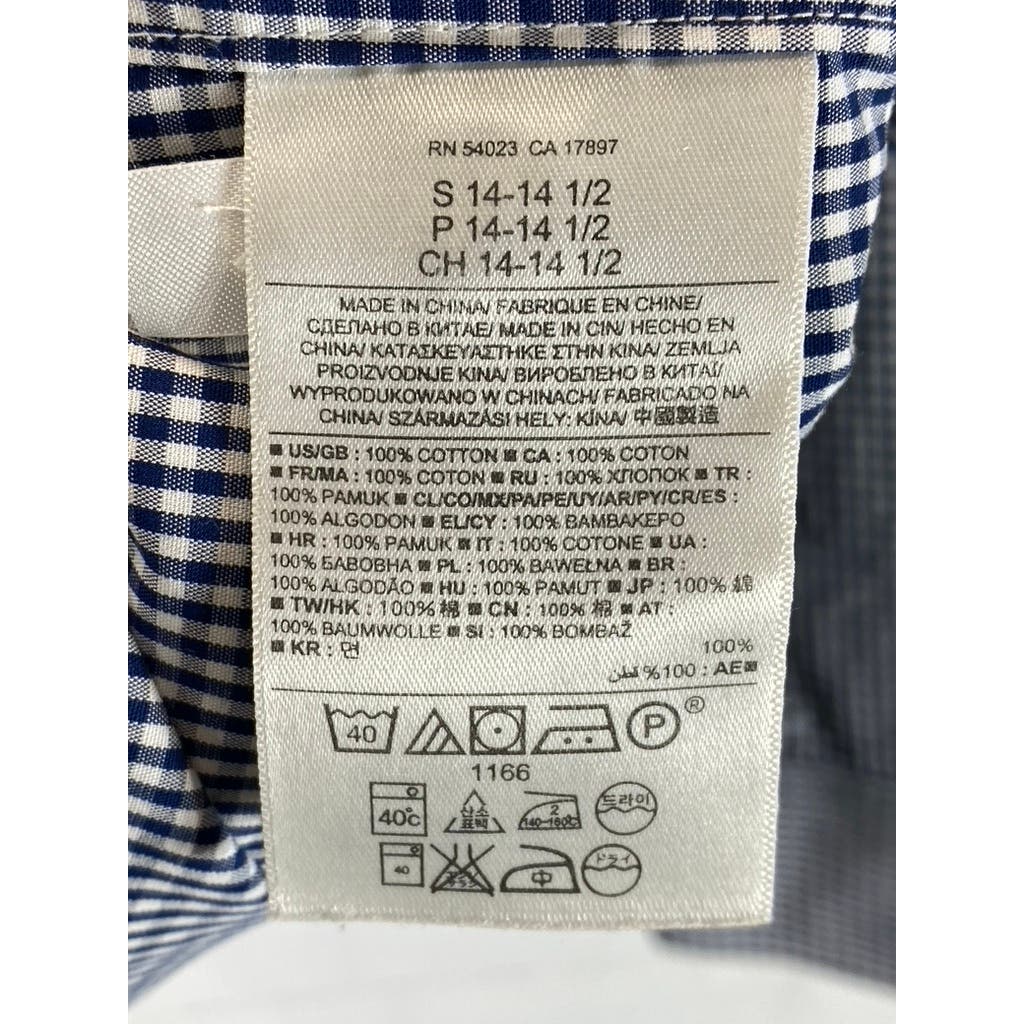 RN 54023 CA 17897
S 14-14 1/2
P 14-14 1/2
CH 14-14 1/2
MADE IN CHINA/ FABRIQUE EN CHINE/
СДЕЛАНО В КИТАЕ/ MADE IN CIN/ HECHO EN
CHINA/ ΚΑΤΑΣΚΕΥΑΣΤΗΚΕ ΣΤΗΝ ΚΙΝΑ/ ZEMLJA
PROIZVODNJE KINA/ ВИРОБЛЕНО В КИТАЇ/
WYPRODUKOWANO W CHINACH/ FABRICADO NA
CHINA/ SZÁRMAZÁSI HELY: KÍNA/ 中國製造
■ US/GB : 100% COTTON ■ CA : 100% COTON
■ FR/MA : 100% COTON ■ RU : 100% ХЛОПОК ■ TR :
100% PAMUK ■ CL/CO/MX/PA/PE/UY/AR/PY/CR/ES :
100% ALGODON ■ EL/CY : 100% ΒΑΜΒΑΚΕΡΟ
■ HR : 100% PAMUK ■ IT : 100% COTONE ■ UA :
100% БАВОВНА ■ PL : 100% BAWEŁNA ■ BR :
100% ALGODÃO ■ HU : 100% PAMUT ■ JP : 100% 綿
■ TW/HK : 100% 棉 ■ CN : 100% 棉 ■ AT :
100% BAUMWOLLE ■ SI : 100% BOMBAŽ
■ KR : 면 100%
■AE : 100% قطن
40 P®
1166
40℃ 산소 표백 2 140-160℃ 드라이
40 中 ドライ